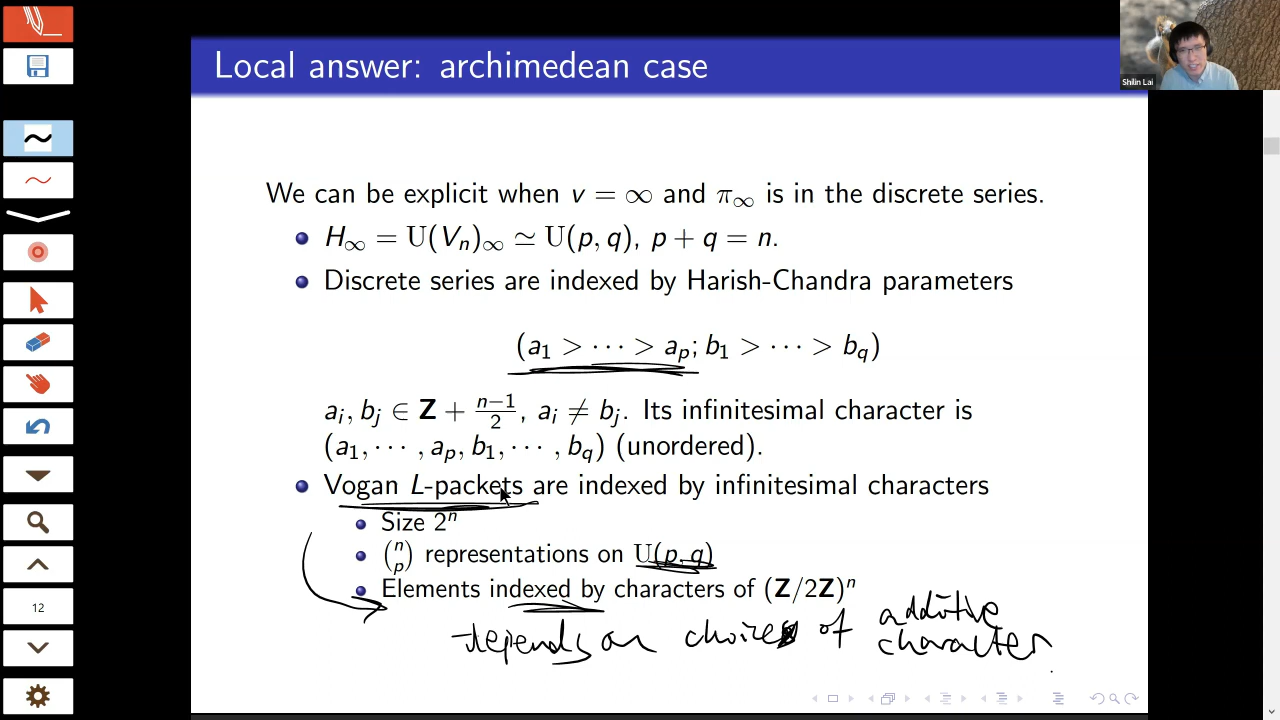 Local answer: archimedean case
Shilin Lai
We can be explicit when v = ∞ and π∞ is in the discrete series.
H∞ = U(Vn)∞ ≃ U(p, q), p + q = n.
Discrete series are indexed by Harish-Chandra parameters
(a1 > ··· > ap; b1 > ··· > bq)
ai, bj ∈ Z + (n−1)/2, ai ≠ bj. Its infinitesimal character is
(a1, ··· , ap, b1, ··· , bq) (unordered).
Vogan L-packets are indexed by infinitesimal characters
Size 2^n
(n p) representations on U(p, q)
Elements indexed by characters of (Z/2Z)^n
depends on choice of additive
character
12